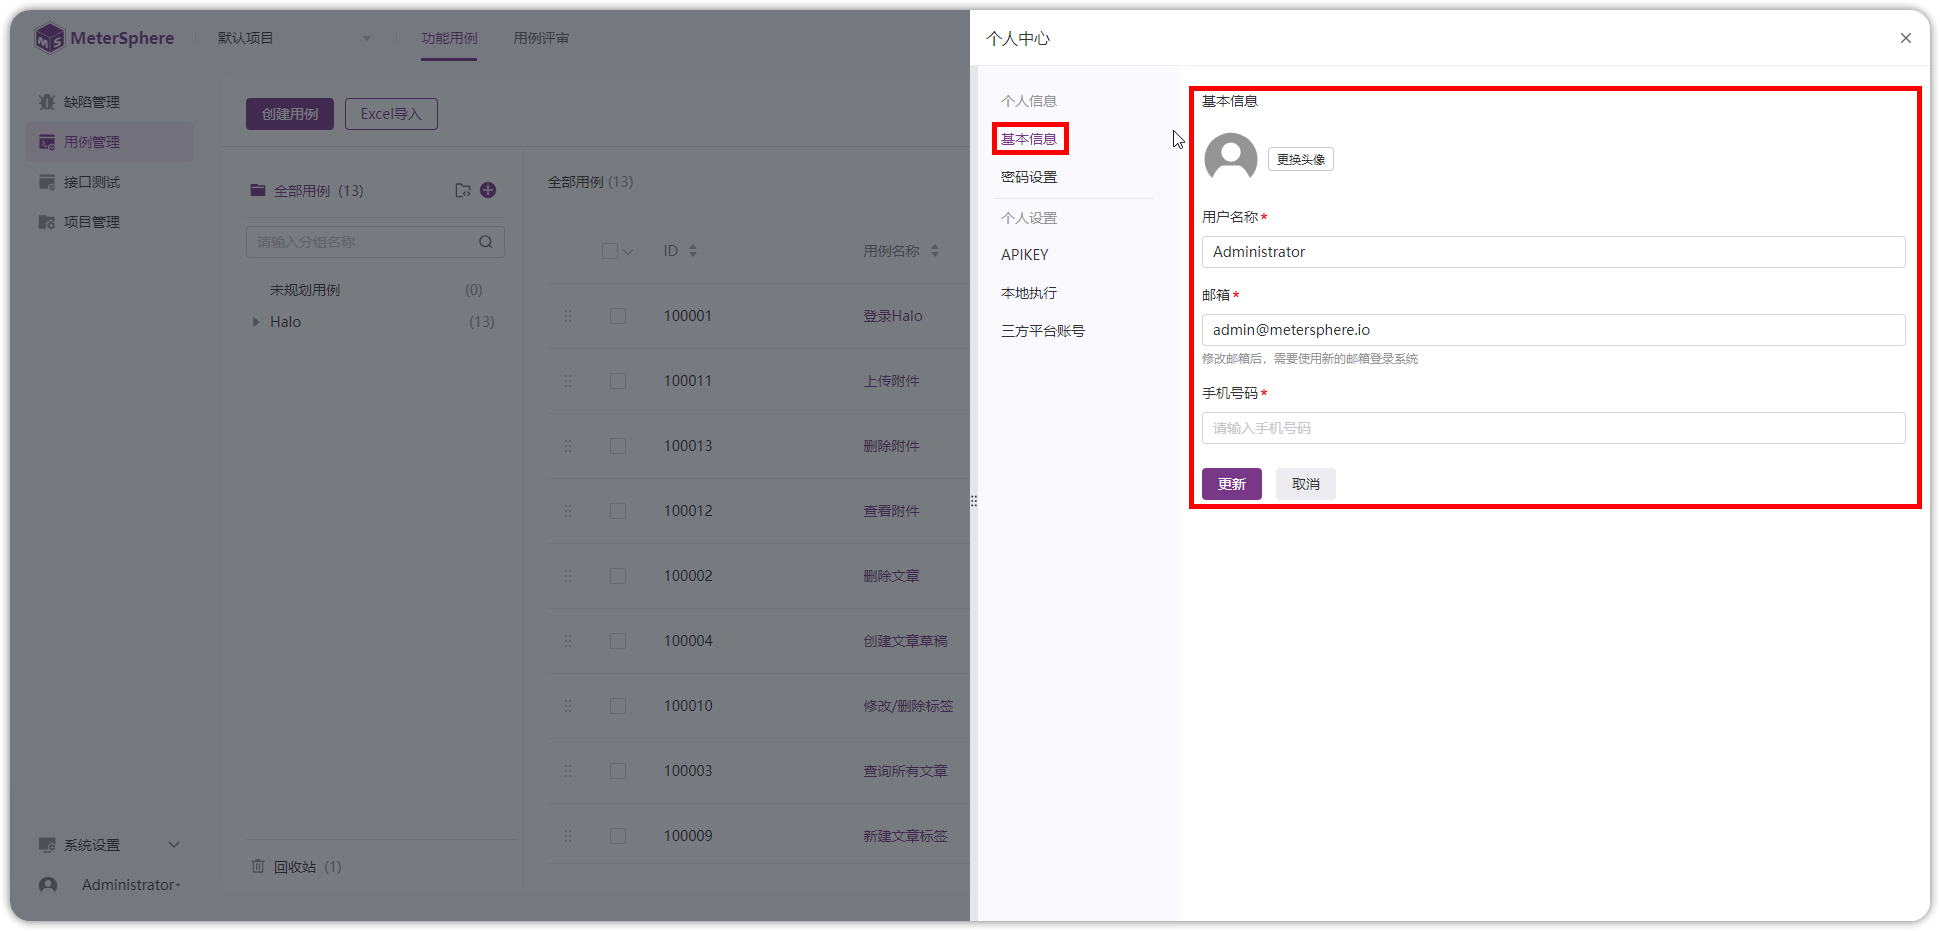 MeterSphere
默认项目
功能用例
用例评审
缺陷管理
用例管理
接口测试
项目管理
创建用例
Excel导入
全部用例 (13)
请输入分组名称
未规划用例 (0)
Halo (13)
全部用例 (13)
ID 用例名称
100001 登录Halo
100011 上传附件
100013 删除附件
100012 查看附件
100002 删除文章
100004 创建文章草稿
100010 修改/删除标签
100003 查询所有文章
100009 新建文章标签
回收站 (1)
系统设置
Administrator
个人中心
个人信息
基本信息
密码设置
个人设置
APIKEY
本地执行
三方平台账号
基本信息
更换头像
用户名称*
Administrator
邮箱*
admin@metersphere.io
修改邮箱后，需要使用新的邮箱登录系统
手机号码*
请输入手机号码
更新
取消